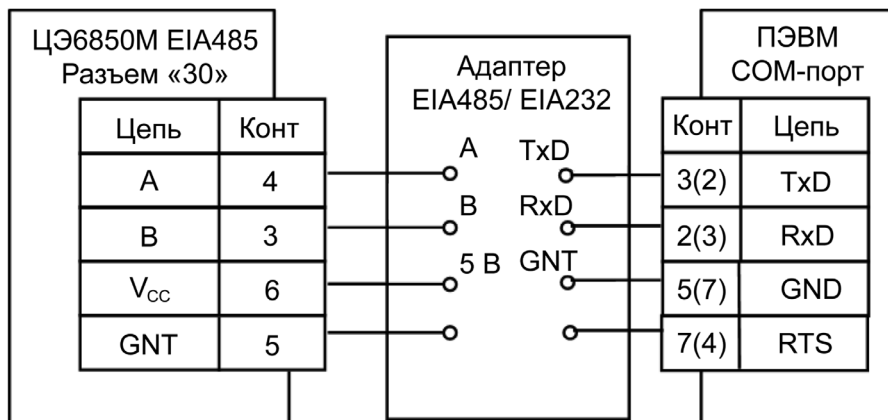 ЦЭ6850М EIA485
Разъем «30»
Цепь Конт
A 4
B 3
VCC 6
GNT 5
Адаптер
EIA485/ EIA232
A TxD
B RxD
5 В GNT
ПЭВМ
COM-порт
Конт Цепь
3(2) TxD
2(3) RxD
5(7) GND
7(4) RTS